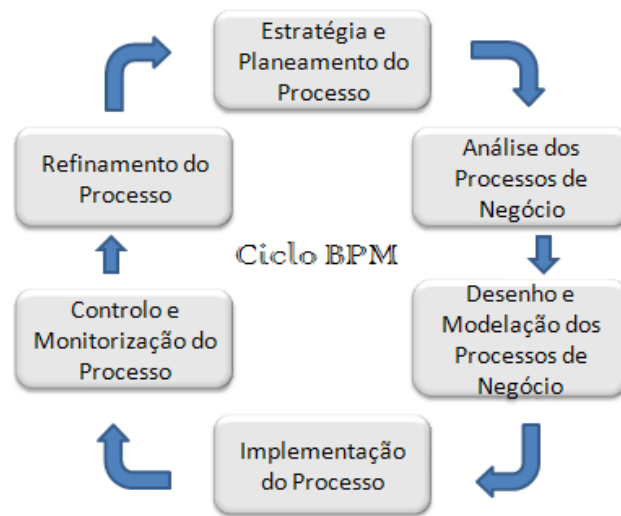 Estratégia e
Planeamento do
Processo
Análise dos
Processos de
Negócio
Desenho e
Modelação dos
Processos de
Negócio
Implementação
do Processo
Controlo e
Monitorização do
Processo
Refinamento do
Processo
Ciclo BPM